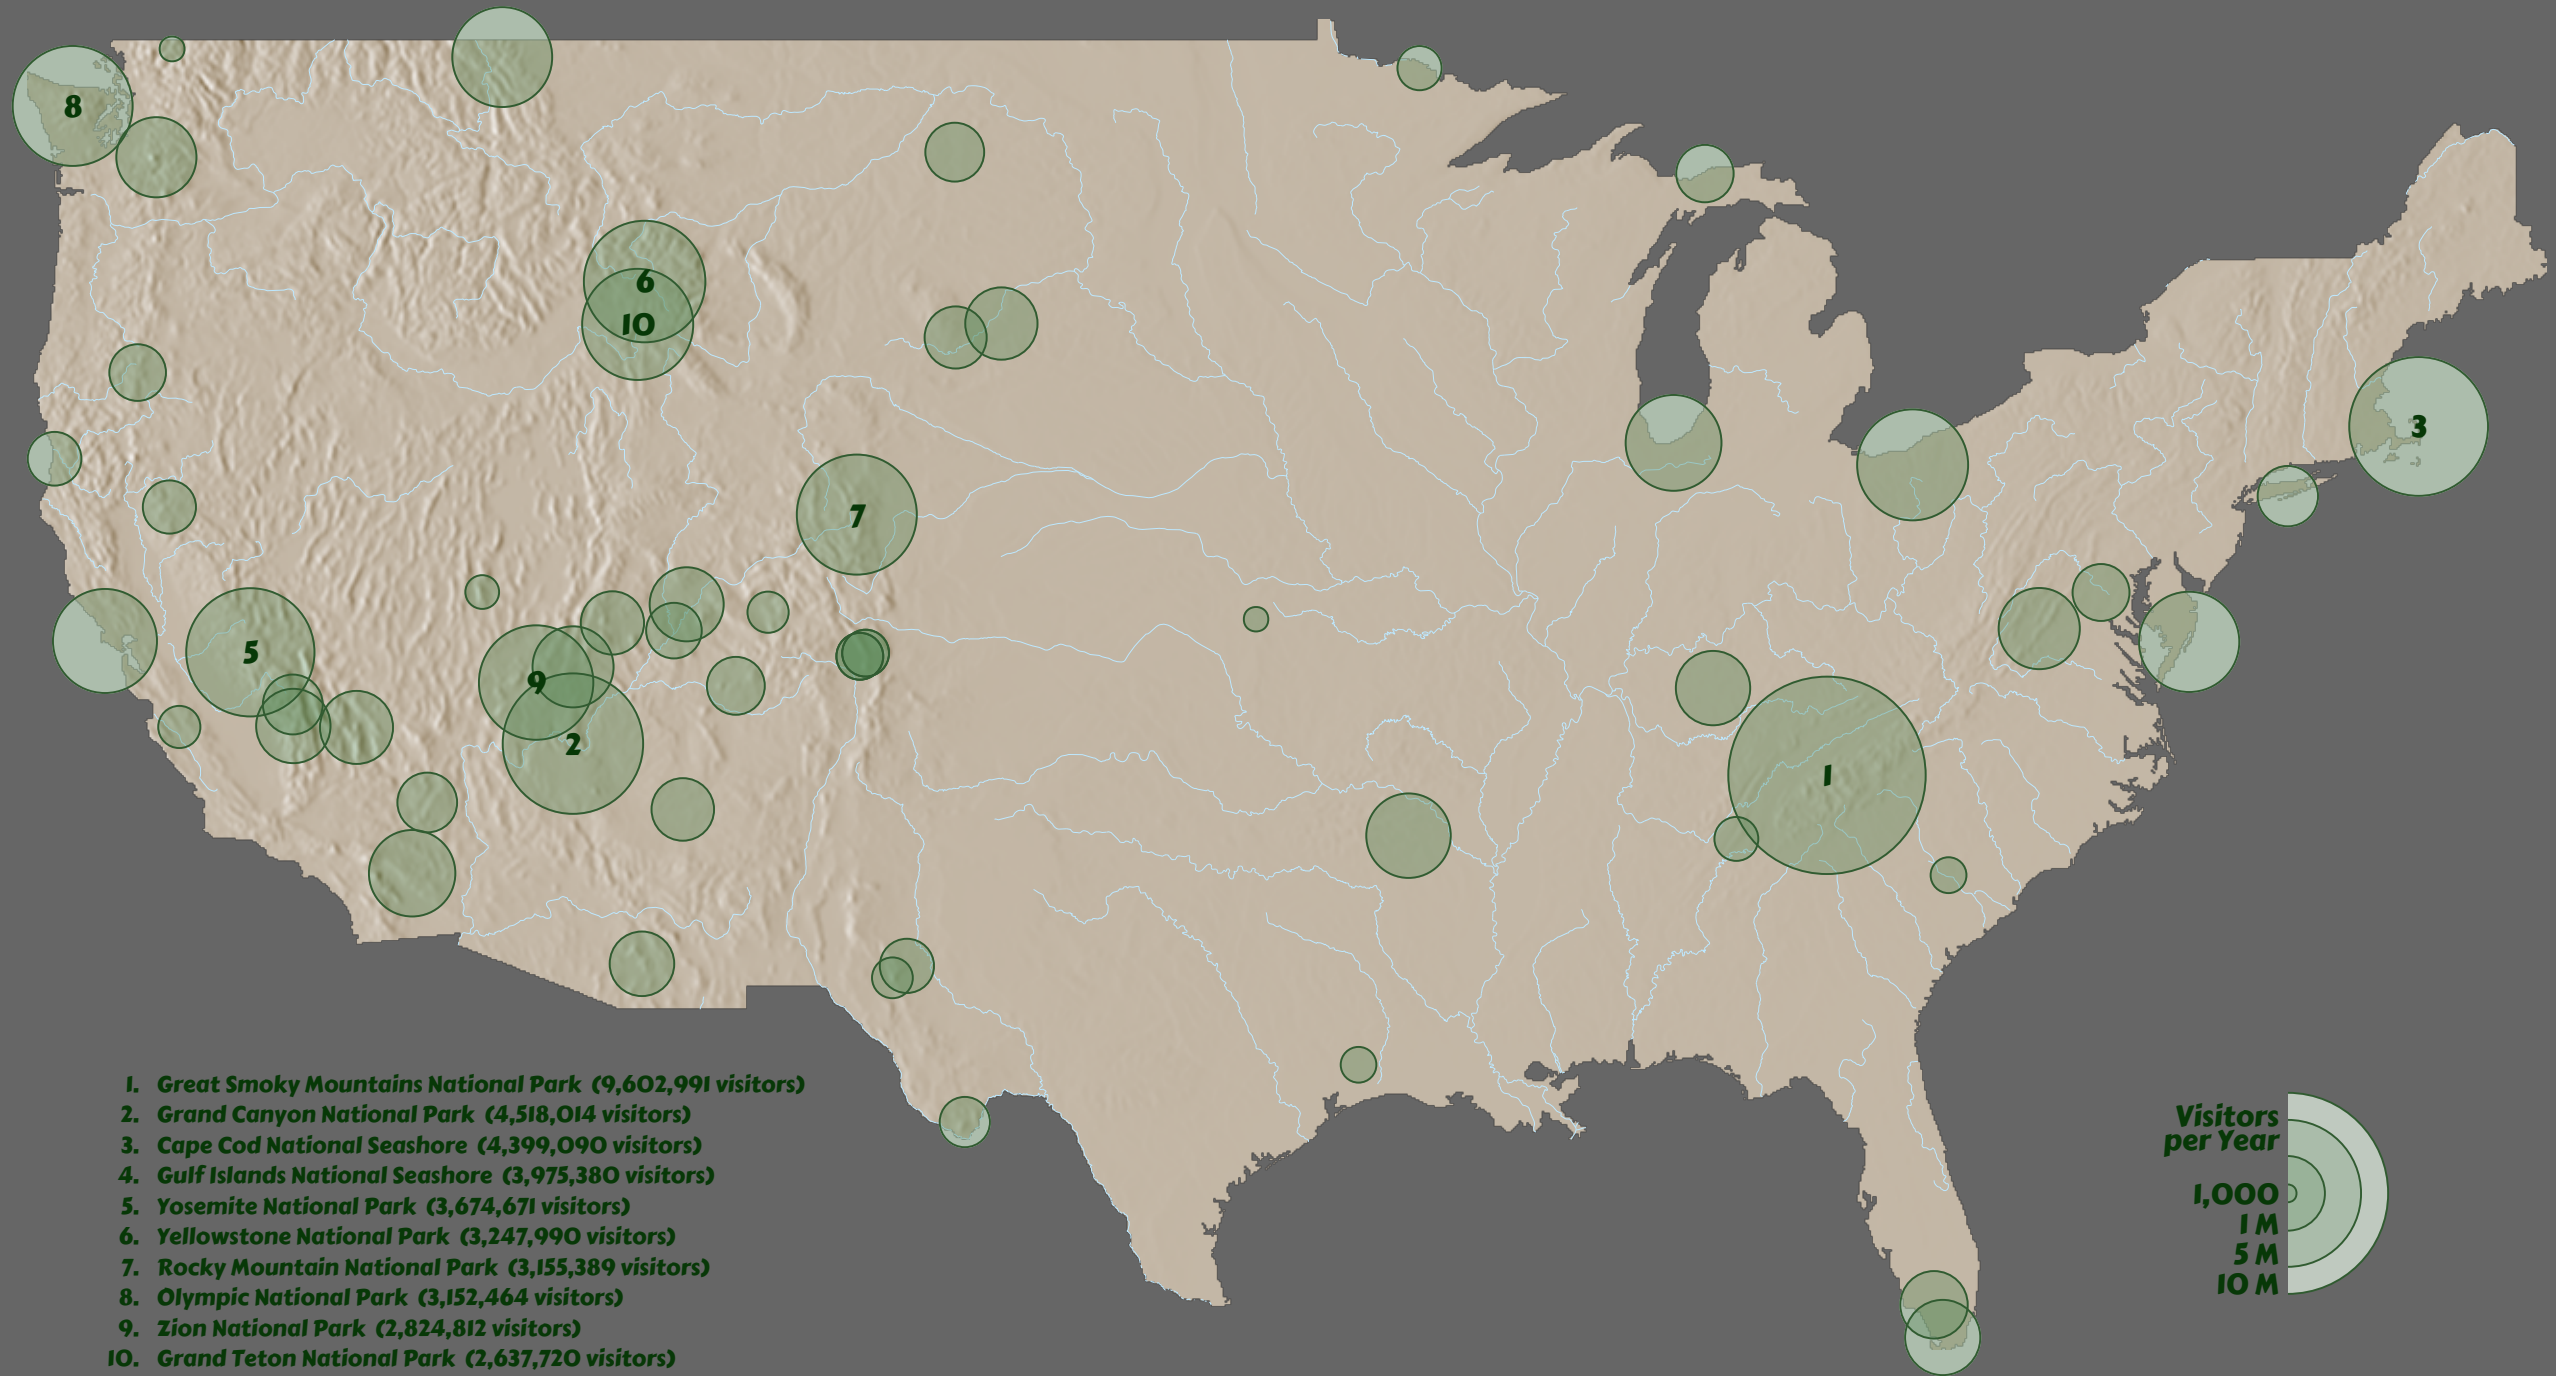 8
6
10
3
7
5
9
2
1
1. Great Smoky Mountains National Park (9,602,991 visitors)
2. Grand Canyon National Park (4,518,014 visitors)
3. Cape Cod National Seashore (4,399,090 visitors)
4. Gulf Islands National Seashore (3,975,380 visitors)
5. Yosemite National Park (3,674,671 visitors)
6. Yellowstone National Park (3,247,990 visitors)
7. Rocky Mountain National Park (3,155,389 visitors)
8. Olympic National Park (3,152,464 visitors)
9. Zion National Park (2,824,812 visitors)
10. Grand Teton National Park (2,637,720 visitors)
Visitors
per Year
1,000
1 M
5 M
10 M